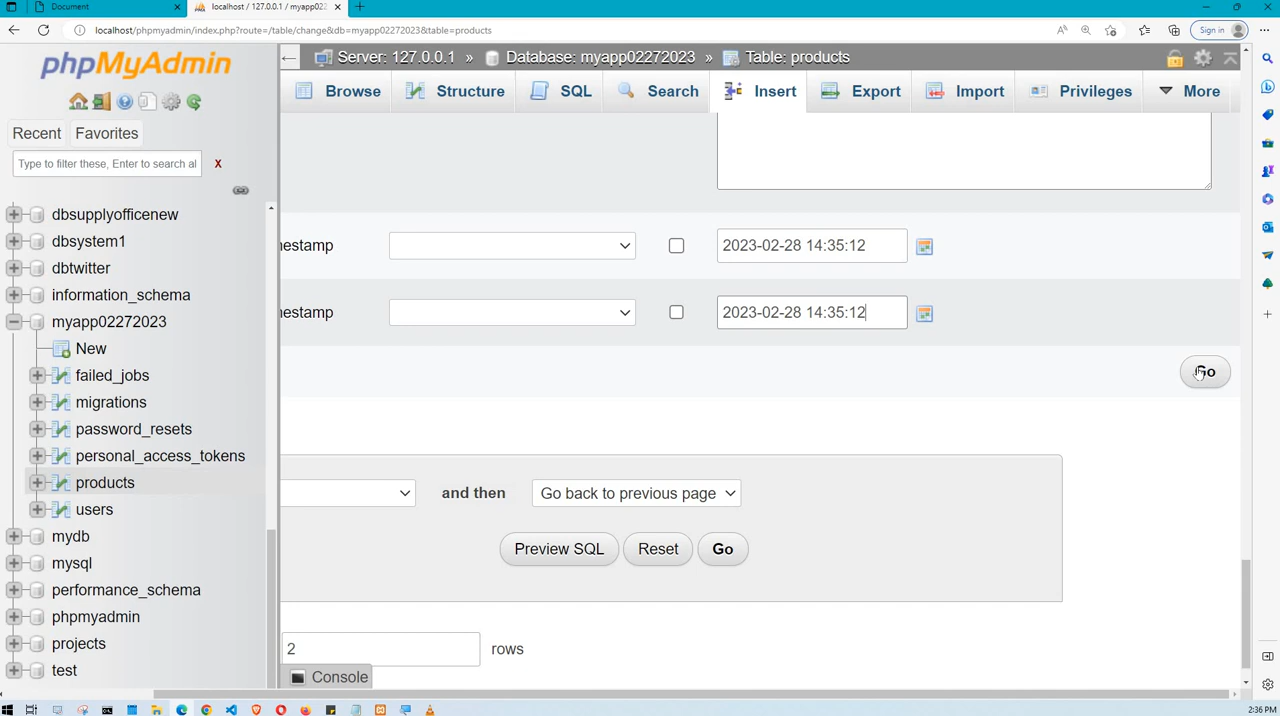 Document
localhost / 127.0.0.1 / myapp0227
localhost/phpmyadmin/index.php?route=/table/change&db=myapp02272023&table=products
Sign in
phpMyAdmin
Server: 127.0.0.1 » Database: myapp02272023 » Table: products
Browse Structure SQL Search Insert Export Import Privileges More
Recent Favorites
Type to filter these, Enter to search al X
dbsupplyofficenew
dbsystem1
dbtwitter
information_schema
myapp02272023
New
failed_jobs
migrations
password_resets
personal_access_tokens
products
users
mydb
mysql
performance_schema
phpmyadmin
projects
test
nestamp 2023-02-28 14:35:12
nestamp 2023-02-28 14:35:12
Go
and then Go back to previous page
Preview SQL Reset Go
2 rows
Console
2:36 PM